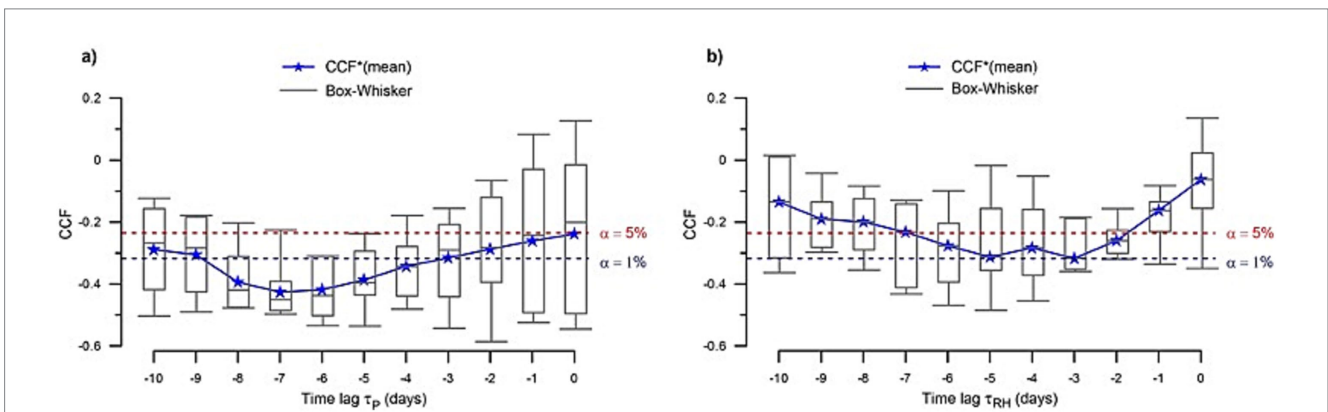 a)
CCF*(mean)
Box-Whisker
0.2
0
-0.2
-0.4
-0.6
CCF
α = 5%
α = 1%
-10 -9 -8 -7 -6 -5 -4 -3 -2 -1 0
Time lag τP (days)
b)
CCF*(mean)
Box-Whisker
0.2
0
-0.2
-0.4
-0.6
CCF
α = 5%
α = 1%
-10 -9 -8 -7 -6 -5 -4 -3 -2 -1 0
Time lag τRH (days)